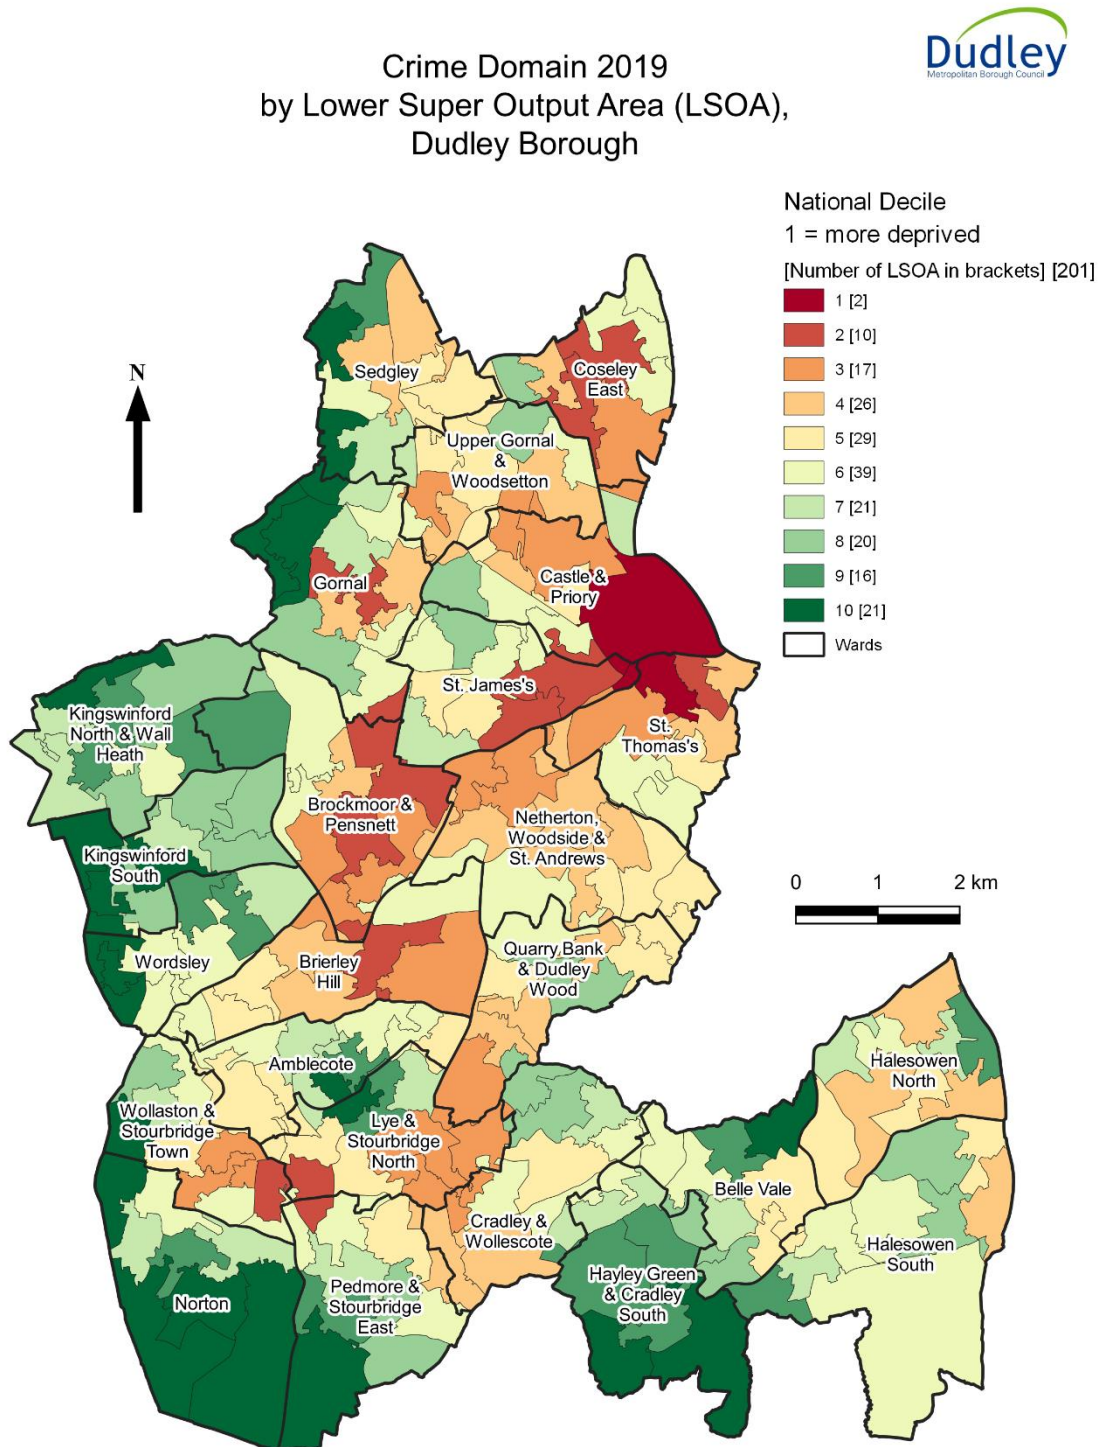 Dudley
Metropolitan Borough Council
Crime Domain 2019
by Lower Super Output Area (LSOA),
Dudley Borough
National Decile
1 = more deprived
[Number of LSOA in brackets] [201]
1 [2]
2 [10]
3 [17]
4 [26]
5 [29]
6 [39]
7 [21]
8 [20]
9 [16]
10 [21]
Wards
N
Sedgley
Coseley
East
Upper Gornal
&
Woodsetton
Gornal
Castle &
Priory
St. James's
St.
Thomas's
Kingswinford
North & Wall
Heath
Brockmoor &
Pensnett
Netherton,
Woodside &
St. Andrews
Kingswinford
South
0 1 2 km
Wordsley
Brierley
Hill
Quarry Bank
& Dudley
Wood
Amblecote
Halesowen
North
Wollaston &
Stourbridge
Town
Lye &
Stourbridge
North
Belle Vale
Cradley &
Wollescote
Halesowen
South
Hayley Green
& Cradley
South
Norton
Pedmore &
Stourbridge
East